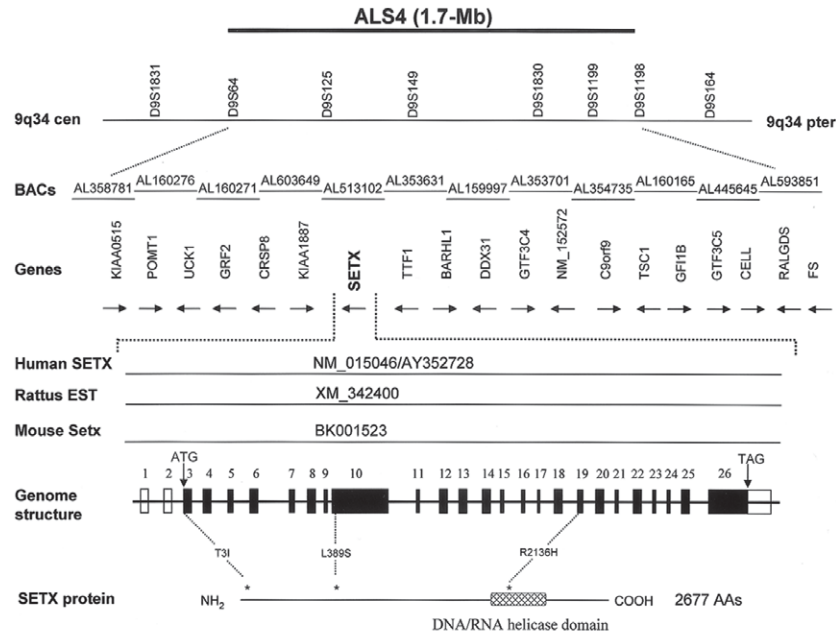 ALS4 (1.7-Mb)
D9S1831 D9S64 D9S125 D9S149 D9S1830 D9S1199 D9S1198 D9S164
9q34 cen 9q34 pter
BACs AL358781 AL160276 AL160271 AL603649 AL513102 AL353631 AL159997 AL353701 AL354735 AL160165 AL445645 AL593851
Genes KIAA0515 POMT1 UCK1 GRF2 CRSP8 KIAA1887 SETX TTF1 BARHL1 DDX31 GTF3C4 NM_152572 C9orf9 TSC1 GFI1B GTF3C5 CELL RALGDS FS
Human SETX NM_015046/AY352728
Rattus EST XM_342400
Mouse Setx BK001523
ATG TAG
1 2 3 4 5 6 7 8 9 10 11 12 13 14 15 16 17 18 19 20 21 22 23 24 25 26
Genome
structure
T3I L389S R2136H
* * *
SETX protein NH2 COOH 2677 AAs
DNA/RNA helicase domain